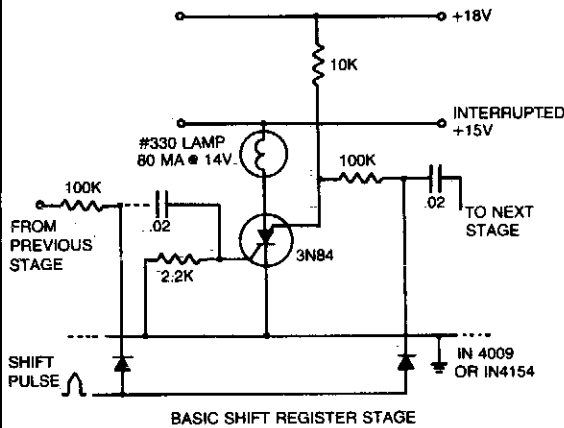 +18V
10K
INTERRUPTED
+15V
#330 LAMP
80 MA @ 14V
100K
100K
.02
.02
TO NEXT
STAGE
FROM
PREVIOUS
STAGE
3N84
2.2K
SHIFT
PULSE
IN 4009
OR IN4154
BASIC SHIFT REGISTER STAGE